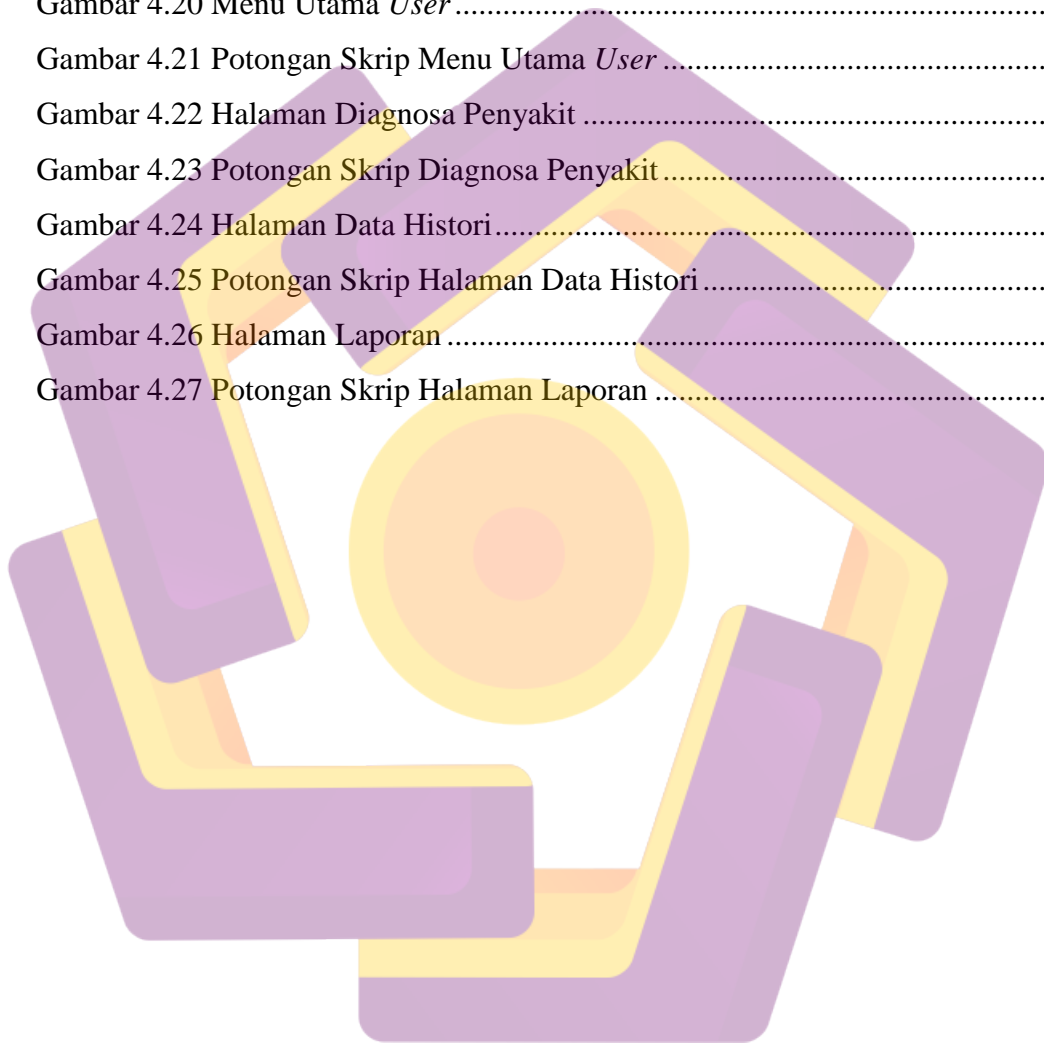 Gambar 4.20 Menu Utama User ........................................................................
Gambar 4.21 Potongan Skrip Menu Utama User ................................................
Gambar 4.22 Halaman Diagnosa Penyakit ..........................................................
Gambar 4.23 Potongan Skrip Diagnosa Penyakit ................................................
Gambar 4.24 Halaman Data Histori.....................................................................
Gambar 4.25 Potongan Skrip Halaman Data Histori ...........................................
Gambar 4.26 Halaman Laporan ..........................................................................
Gambar 4.27 Potongan Skrip Halaman Laporan .................................................